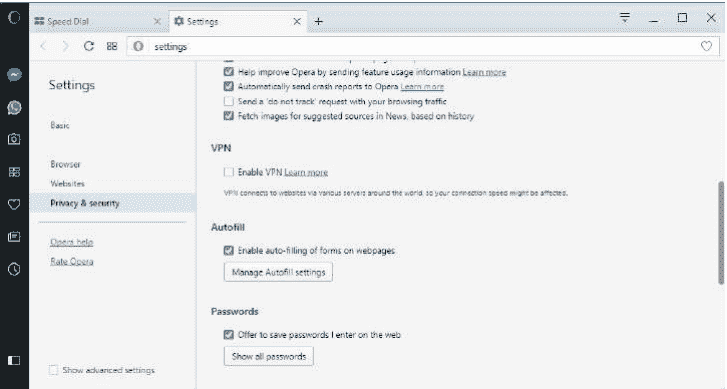 Speed Dial
Settings
settings
Settings
Basic
Browser
Websites
Privacy & security
Opera help
Rate Opera
Show advanced settings
Help improve Opera by sending feature usage information Learn more
Automatically send crash reports to Opera Learn more
Send a 'do not track' request with your browsing traffic
Fetch images for suggested sources in News, based on history
VPN
Enable VPN Learn more
VPN connects to websites via various servers around the world, so your connection speed might be affected.
Autofill
Enable auto-filling of forms on webpages
Manage Autofill settings
Passwords
Offer to save passwords I enter on the web
Show all passwords